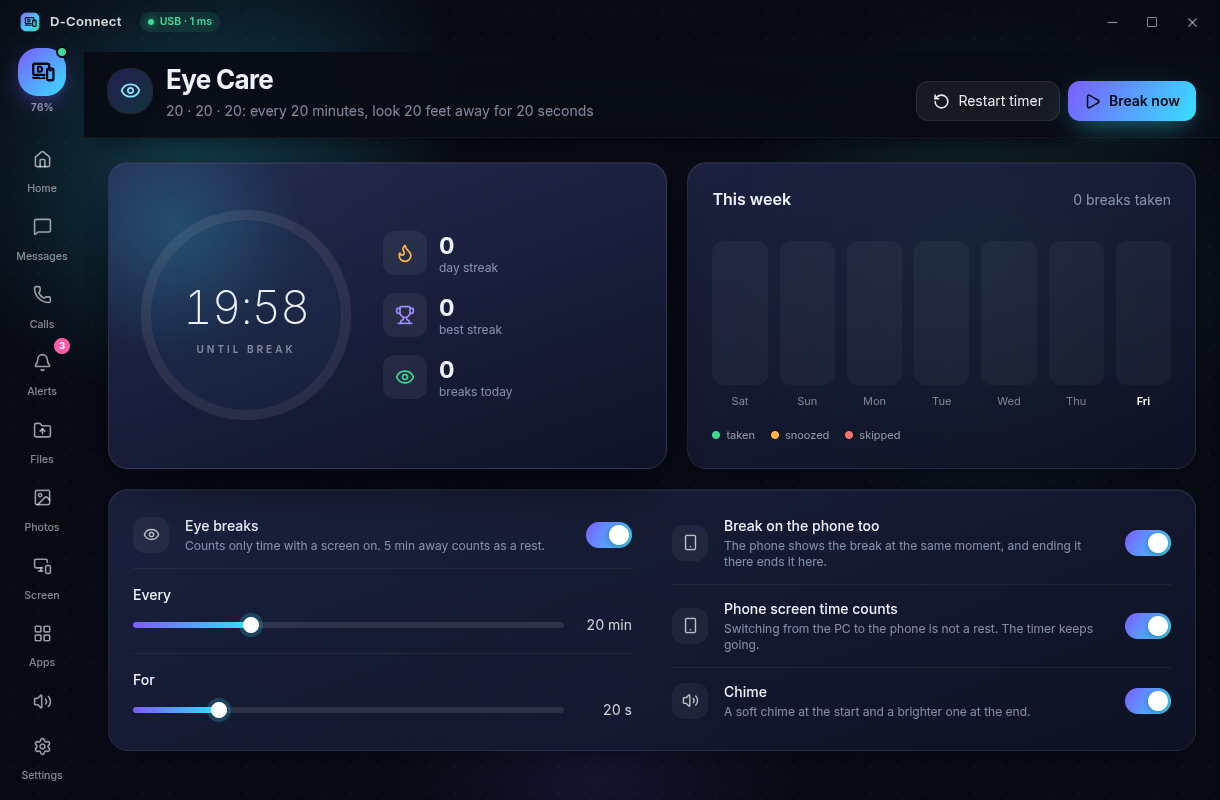 D-Connect
USB · 1 ms
76%
Home
Messages
Calls
3
Alerts
Files
Photos
Screen
Apps
Settings
Eye Care
20 · 20 · 20: every 20 minutes, look 20 feet away for 20 seconds
Restart timer
Break now
19:58
UNTIL BREAK
0
day streak
0
best streak
0
breaks today
This week
0 breaks taken
Sat Sun Mon Tue Wed Thu Fri
taken snoozed skipped
Eye breaks
Counts only time with a screen on. 5 min away counts as a rest.
Every
20 min
For
20 s
Break on the phone too
The phone shows the break at the same moment, and ending it
there ends it here.
Phone screen time counts
Switching from the PC to the phone is not a rest. The timer keeps
going.
Chime
A soft chime at the start and a brighter one at the end.